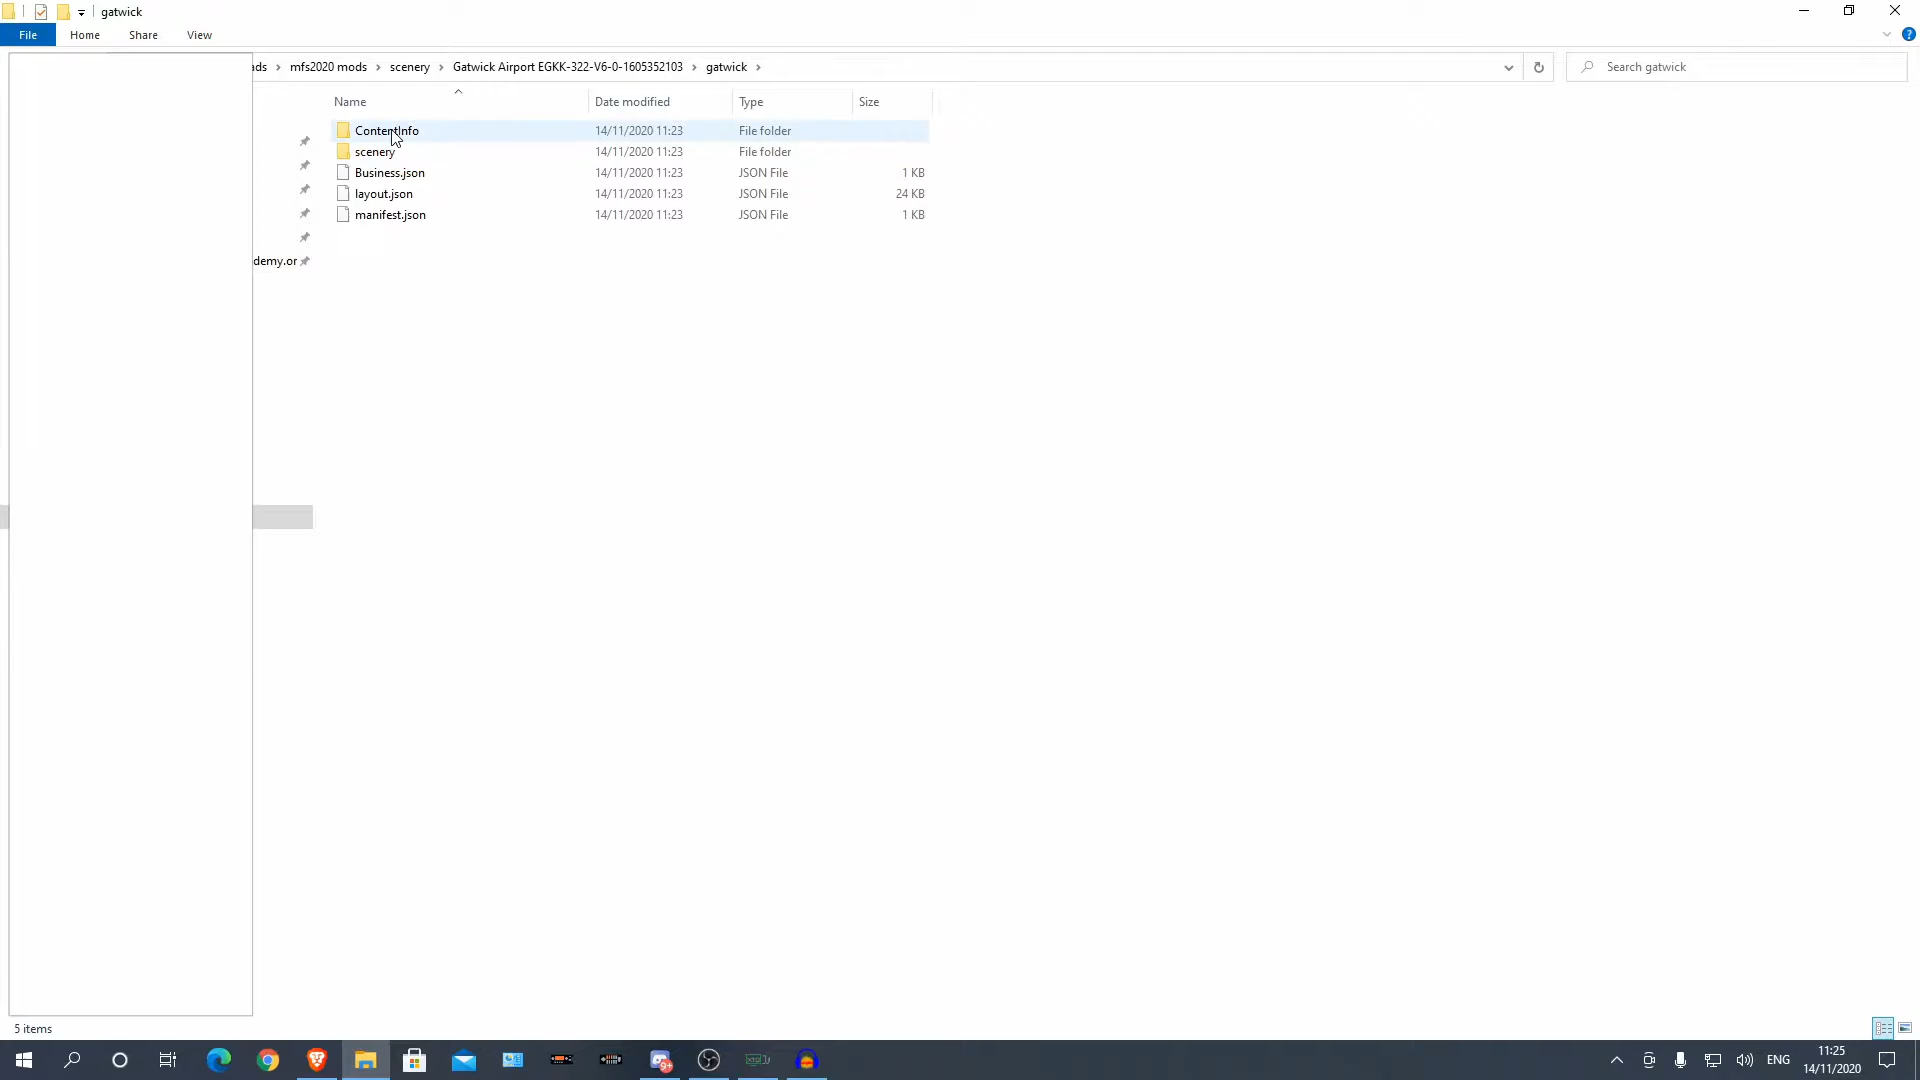 gatwick
File Home Share View
ads > mfs2020 mods > scenery > Gatwick Airport EGKK-322-V6-0-1605352103 > gatwick >
Search gatwick
Name Date modified Type Size
ContentInfo 14/11/2020 11:23 File folder
scenery 14/11/2020 11:23 File folder
Business.json 14/11/2020 11:23 JSON File 1 KB
layout.json 14/11/2020 11:23 JSON File 24 KB
manifest.json 14/11/2020 11:23 JSON File 1 KB
demy.or
5 items
9+
ENG
11:25
14/11/2020